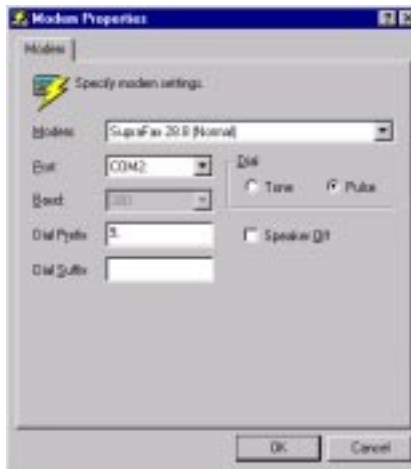 Modem Properties
Modem
Specify modem settings.
Modem: SupraFax 28.8 (Normal)
Port: COM2
Dial
Tone Pulse
Baud: 300
Dial Prefix 9,
Speaker Off
Dial Suffix
OK Cancel